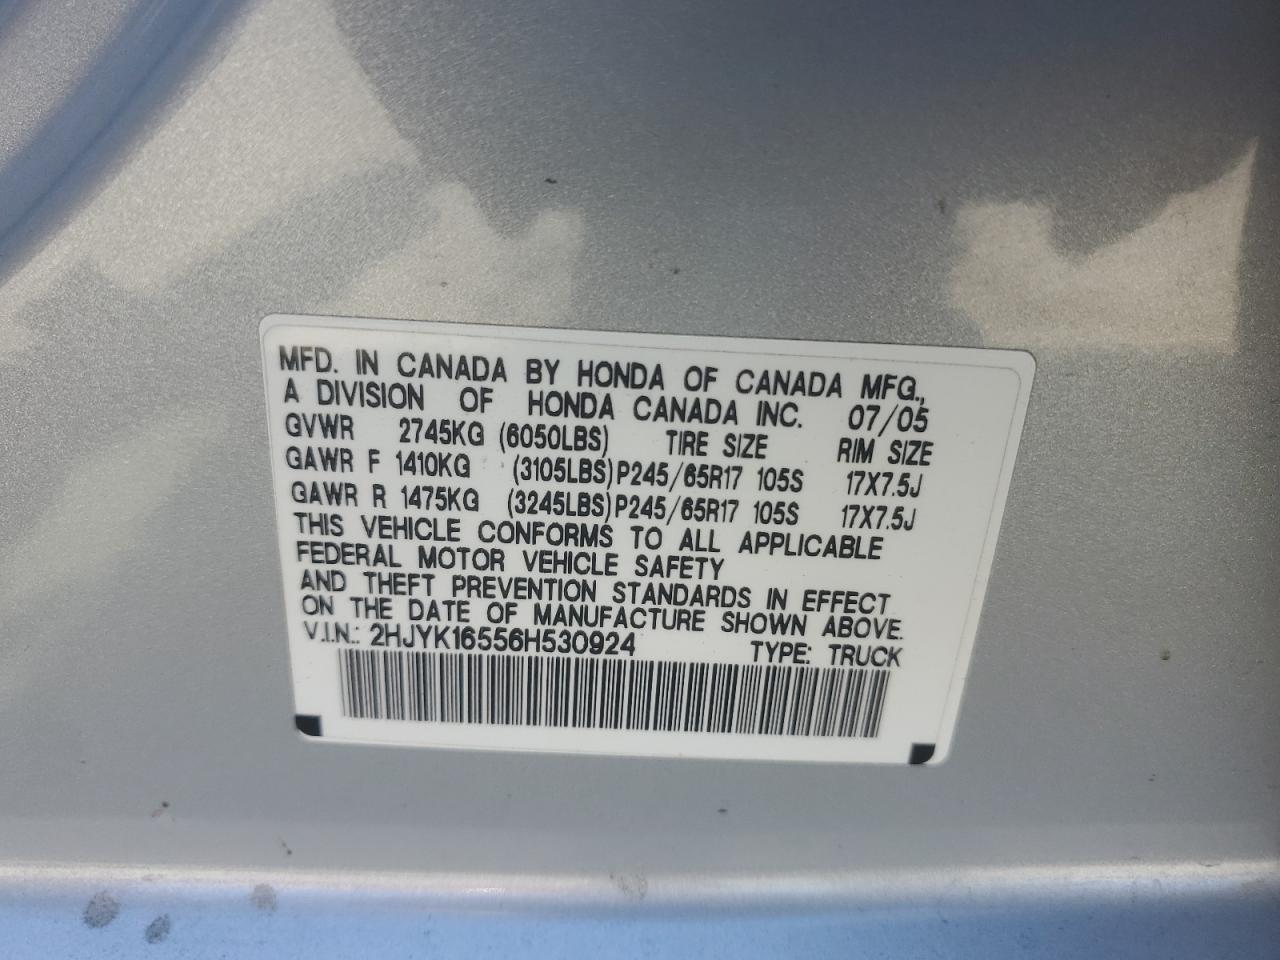 MFD. IN CANADA BY HONDA OF CANADA MFG.,
A DIVISION OF HONDA CANADA INC. 07/05
GVWR 2745KG (6050LBS) TIRE SIZE RIM SIZE
GAWR F 1410KG (3105LBS) P245/65R17 105S 17X7.5J
GAWR R 1475KG (3245LBS) P245/65R17 105S 17X7.5J
THIS VEHICLE CONFORMS TO ALL APPLICABLE
FEDERAL MOTOR VEHICLE SAFETY
AND THEFT PREVENTION STANDARDS IN EFFECT
ON THE DATE OF MANUFACTURE SHOWN ABOVE.
V.I.N.: 2HJYK16556H530924 TYPE: TRUCK